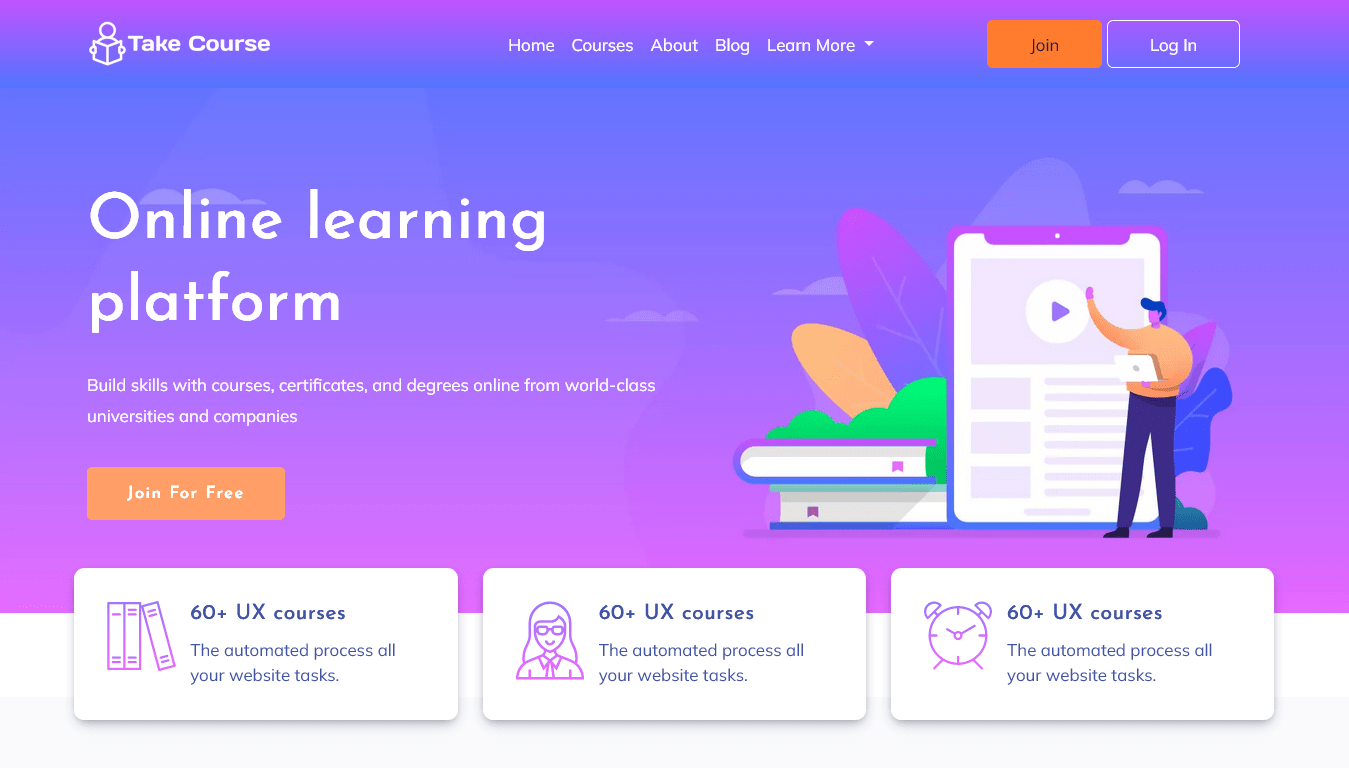 Take Course
Home Courses About Blog Learn More
Join
Log In
Online learning
platform
Build skills with courses, certificates, and degrees online from world-class
universities and companies
Join For Free
60+ UX courses
The automated process all
your website tasks.
60+ UX courses
The automated process all
your website tasks.
60+ UX courses
The automated process all
your website tasks.